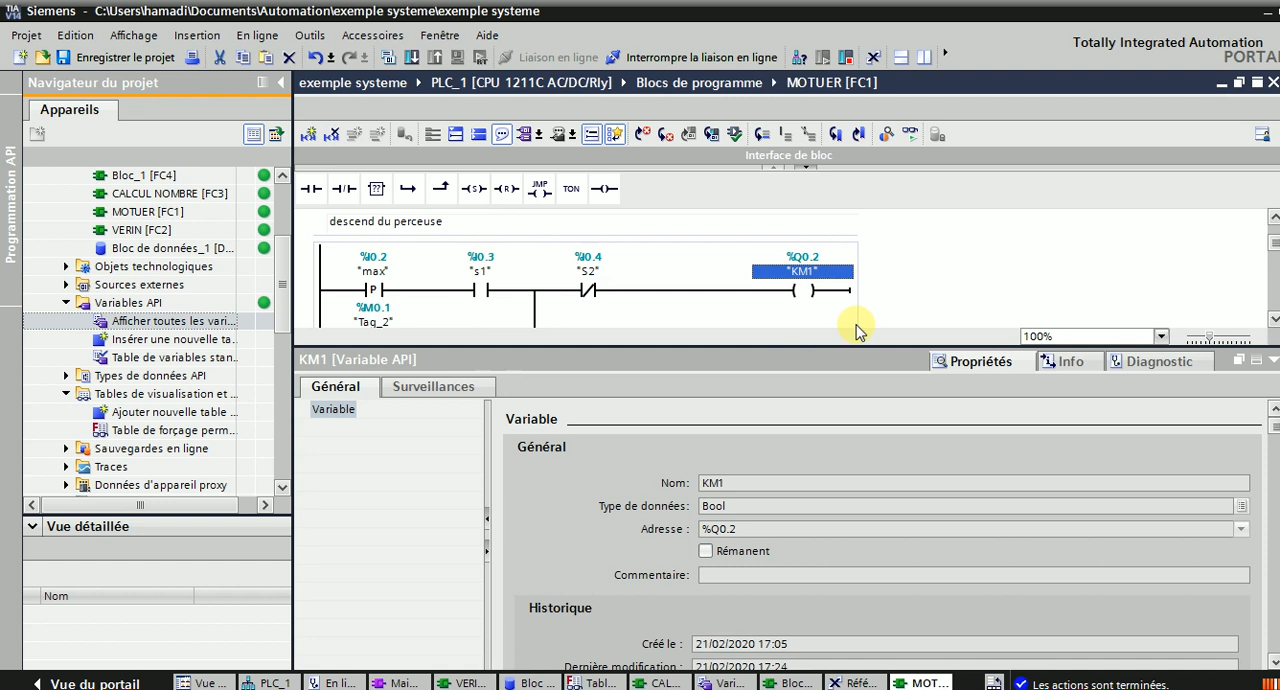 TIA V14 Siemens - C:\Users\hamadi\Documents\Automation\exemple systeme\exemple systeme
Projet Edition Affichage Insertion En ligne Outils Accessoires Fenêtre Aide
Totally Integrated Automation
PORTAL
Enregistrer le projet Liaison en ligne Interrompre la liaison en ligne
Navigateur du projet
exemple systeme PLC_1 [CPU 1211C AC/DC/Rly] Blocs de programme MOTUER [FC1]
Appareils
Programmation API
Interface de bloc
?? (S) (R) JMP TON
Bloc_1 [FC4]
CALCUL NOMBRE [FC3]
MOTUER [FC1]
VERIN [FC2]
Bloc de données_1 [D...
Objets technologiques
Sources externes
Variables API
Afficher toutes les vari...
Insérer une nouvelle ta...
Table de variables stan...
Types de données API
Tables de visualisation et ...
Ajouter nouvelle table ...
Table de forçage perm...
Sauvegardes en ligne
Traces
Données d'appareil proxy
Vue détaillée
Nom
descend du perceuse
%I0.2 %I0.3 %I0.4 %Q0.2
"max" "s1" "S2" "KM1"
P
%M0.1
"Tag_2"
100%
KM1 [Variable API]
Propriétés Info Diagnostic
Général Surveillances
Variable
Variable
Général
Nom: KM1
Type de données: Bool
Adresse : %Q0.2
Rémanent
Commentaire:
Historique
Créé le : 21/02/2020 17:05
Dernière modification : 21/02/2020 17:24
Vue du portail Vue ... PLC_1 En li... Mai... VERI... Bloc ... Tabl... CAL... Vari... Bloc... Réfé... MOT... Les actions sont terminées.